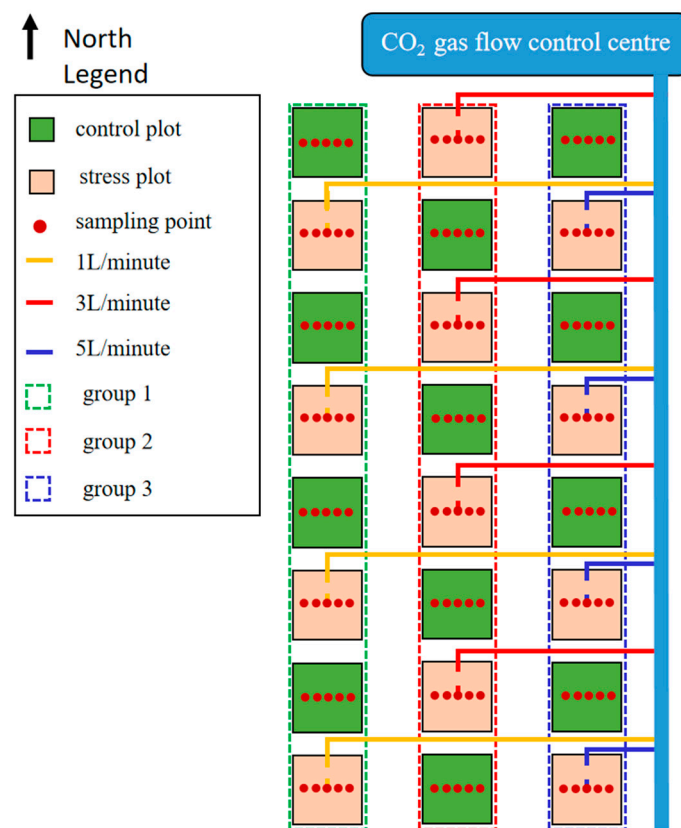 North
Legend
CO₂ gas flow control centre
control plot
stress plot
sampling point
1L/minute
3L/minute
5L/minute
group 1
group 2
group 3